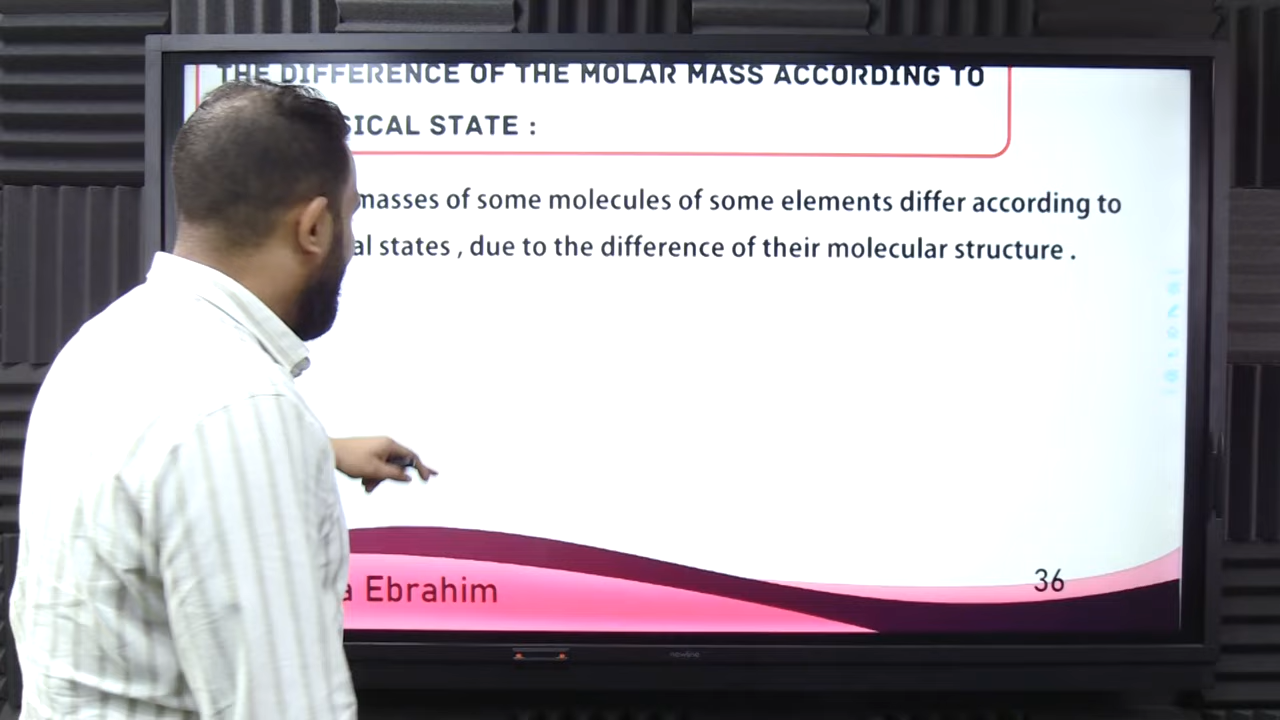 THE DIFFERENCE OF THE MOLAR MASS ACCORDING TO
SICAL STATE :
masses of some molecules of some elements differ according to
al states , due to the difference of their molecular structure .
a Ebrahim
36
newline